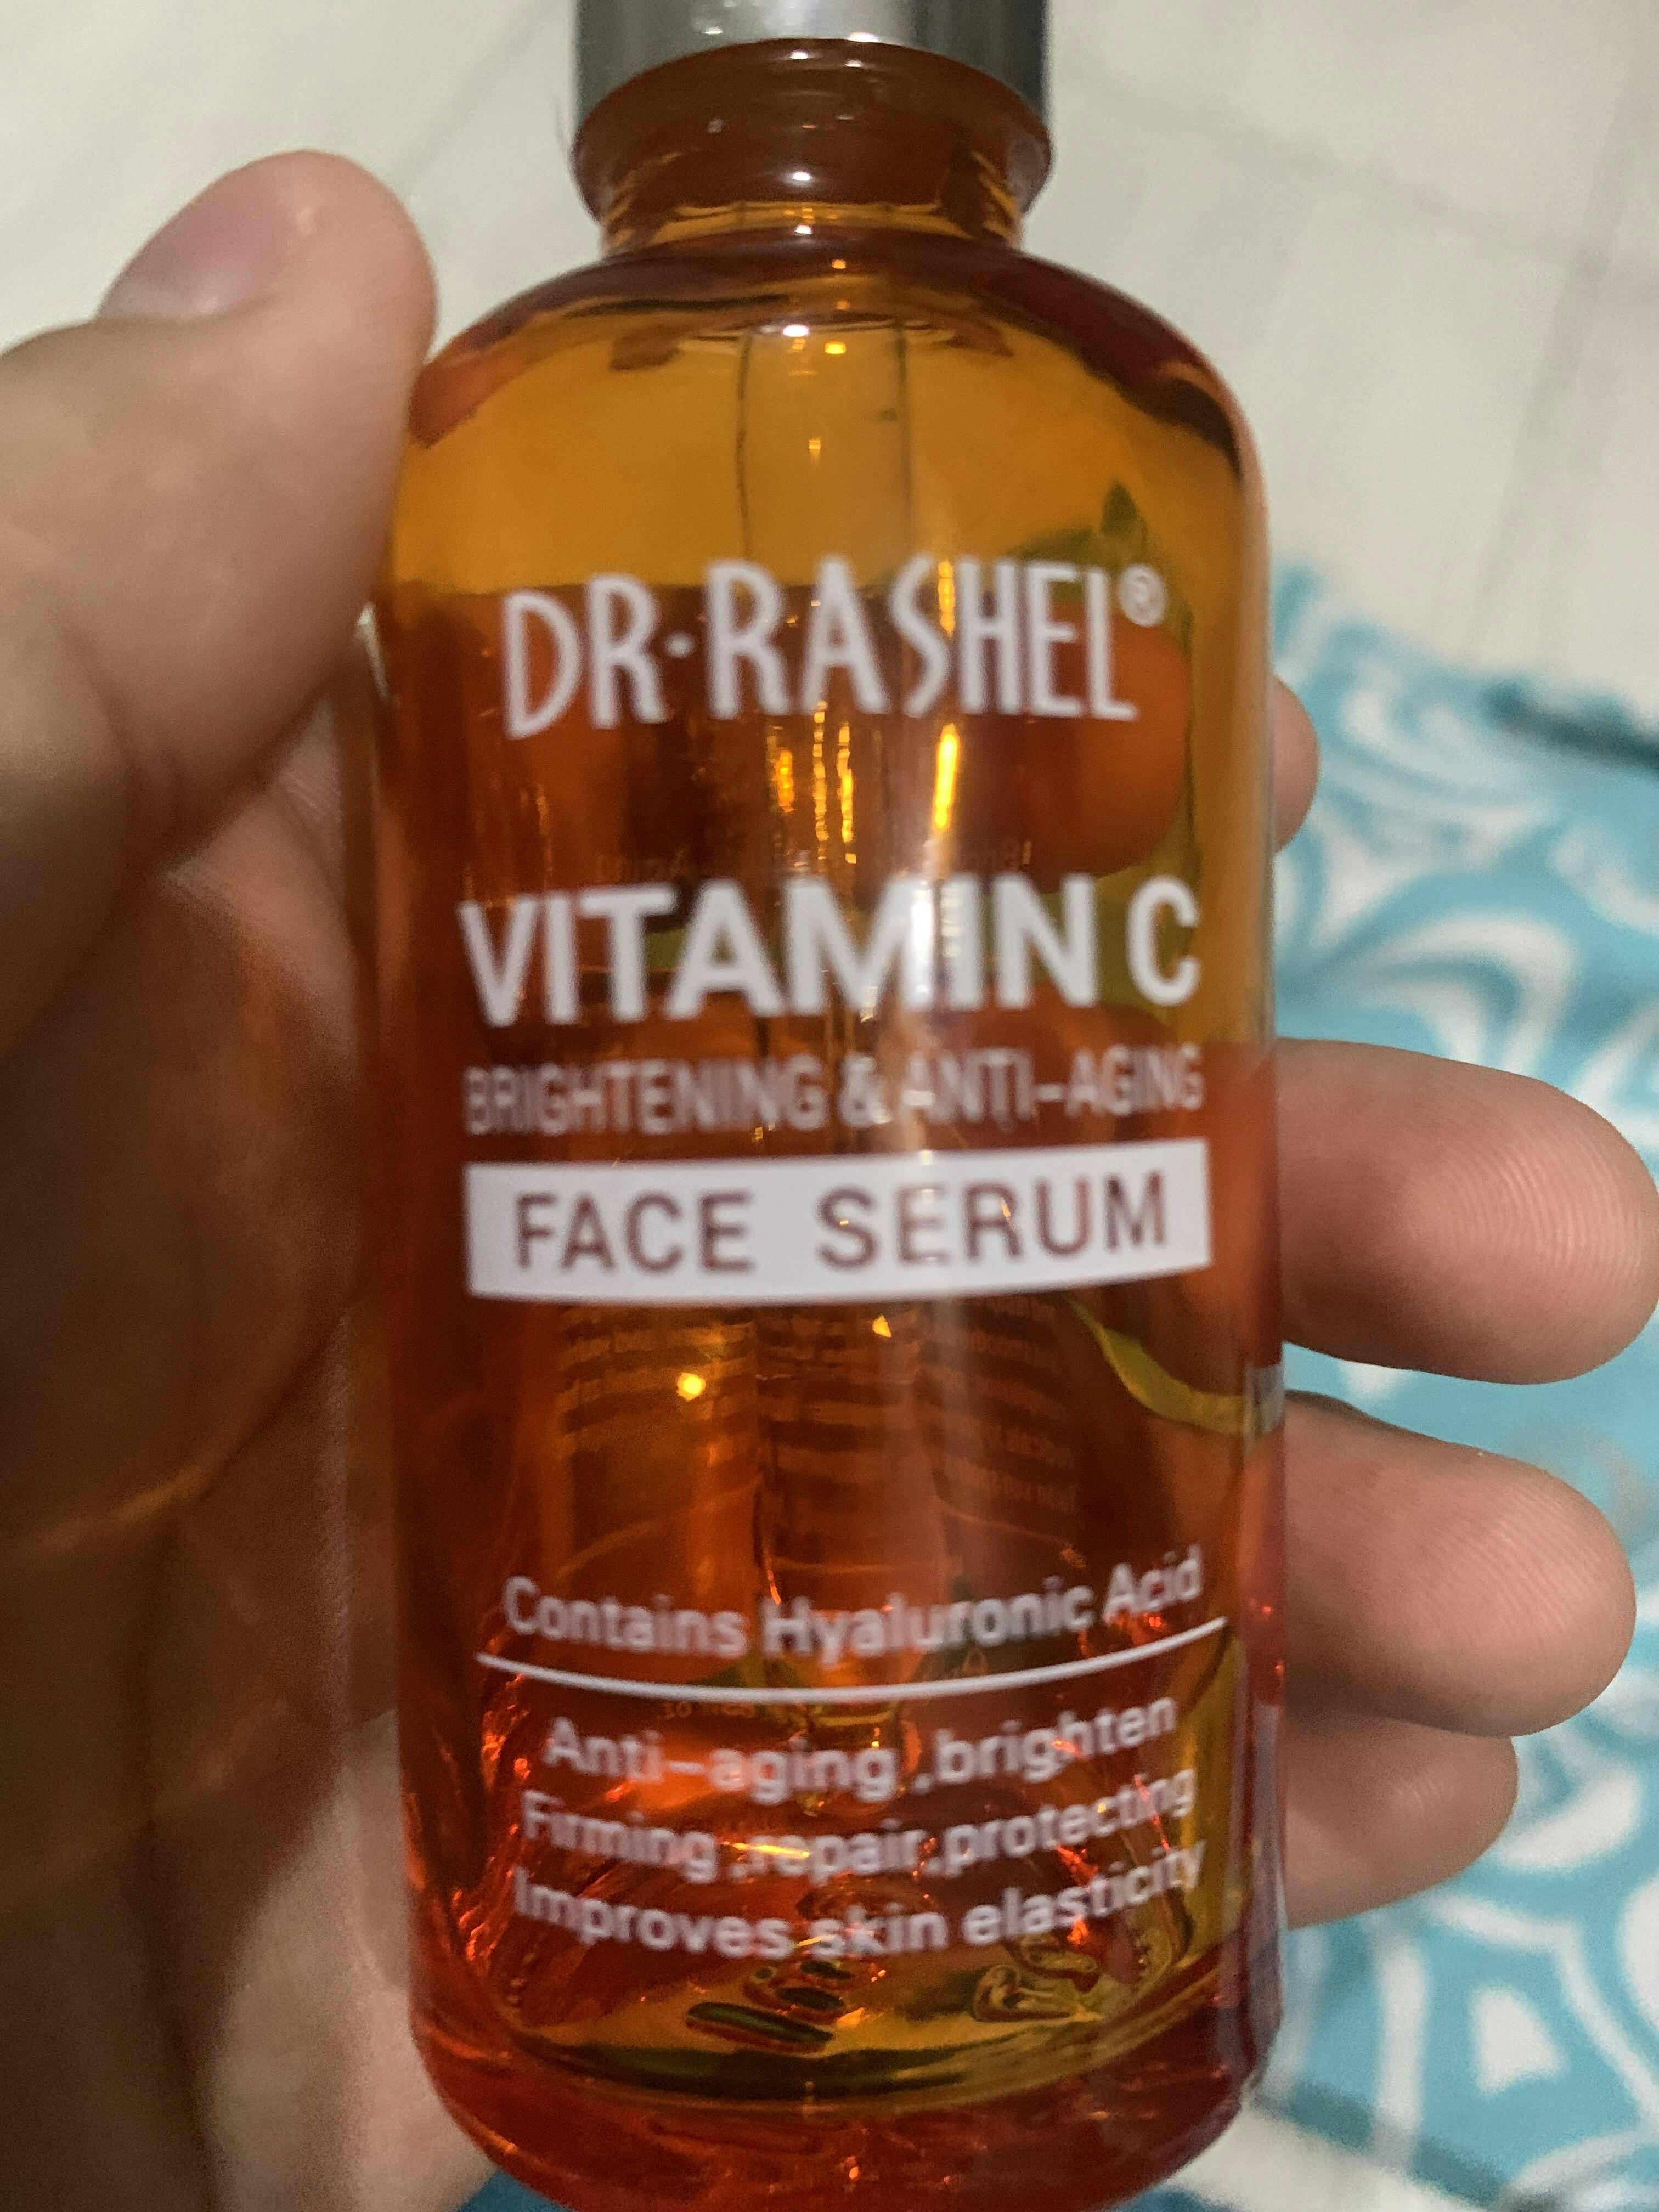 DR·RASHEL®
VITAMIN C
BRIGHTENING & ANTI-AGING
FACE SERUM
Contains Hyaluronic Acid
Anti-aging ,brighten
Firming ,repair,protecting
Improves skin elasticity